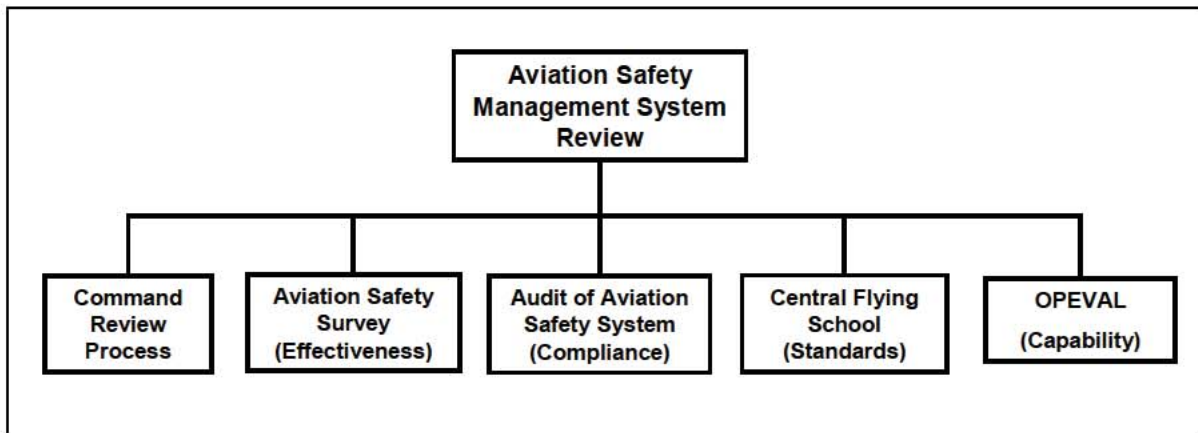 Aviation Safety
Management System
Review
Command
Review
Process
Aviation Safety
Survey
(Effectiveness)
Audit of Aviation
Safety System
(Compliance)
Central Flying
School
(Standards)
OPEVAL
(Capability)